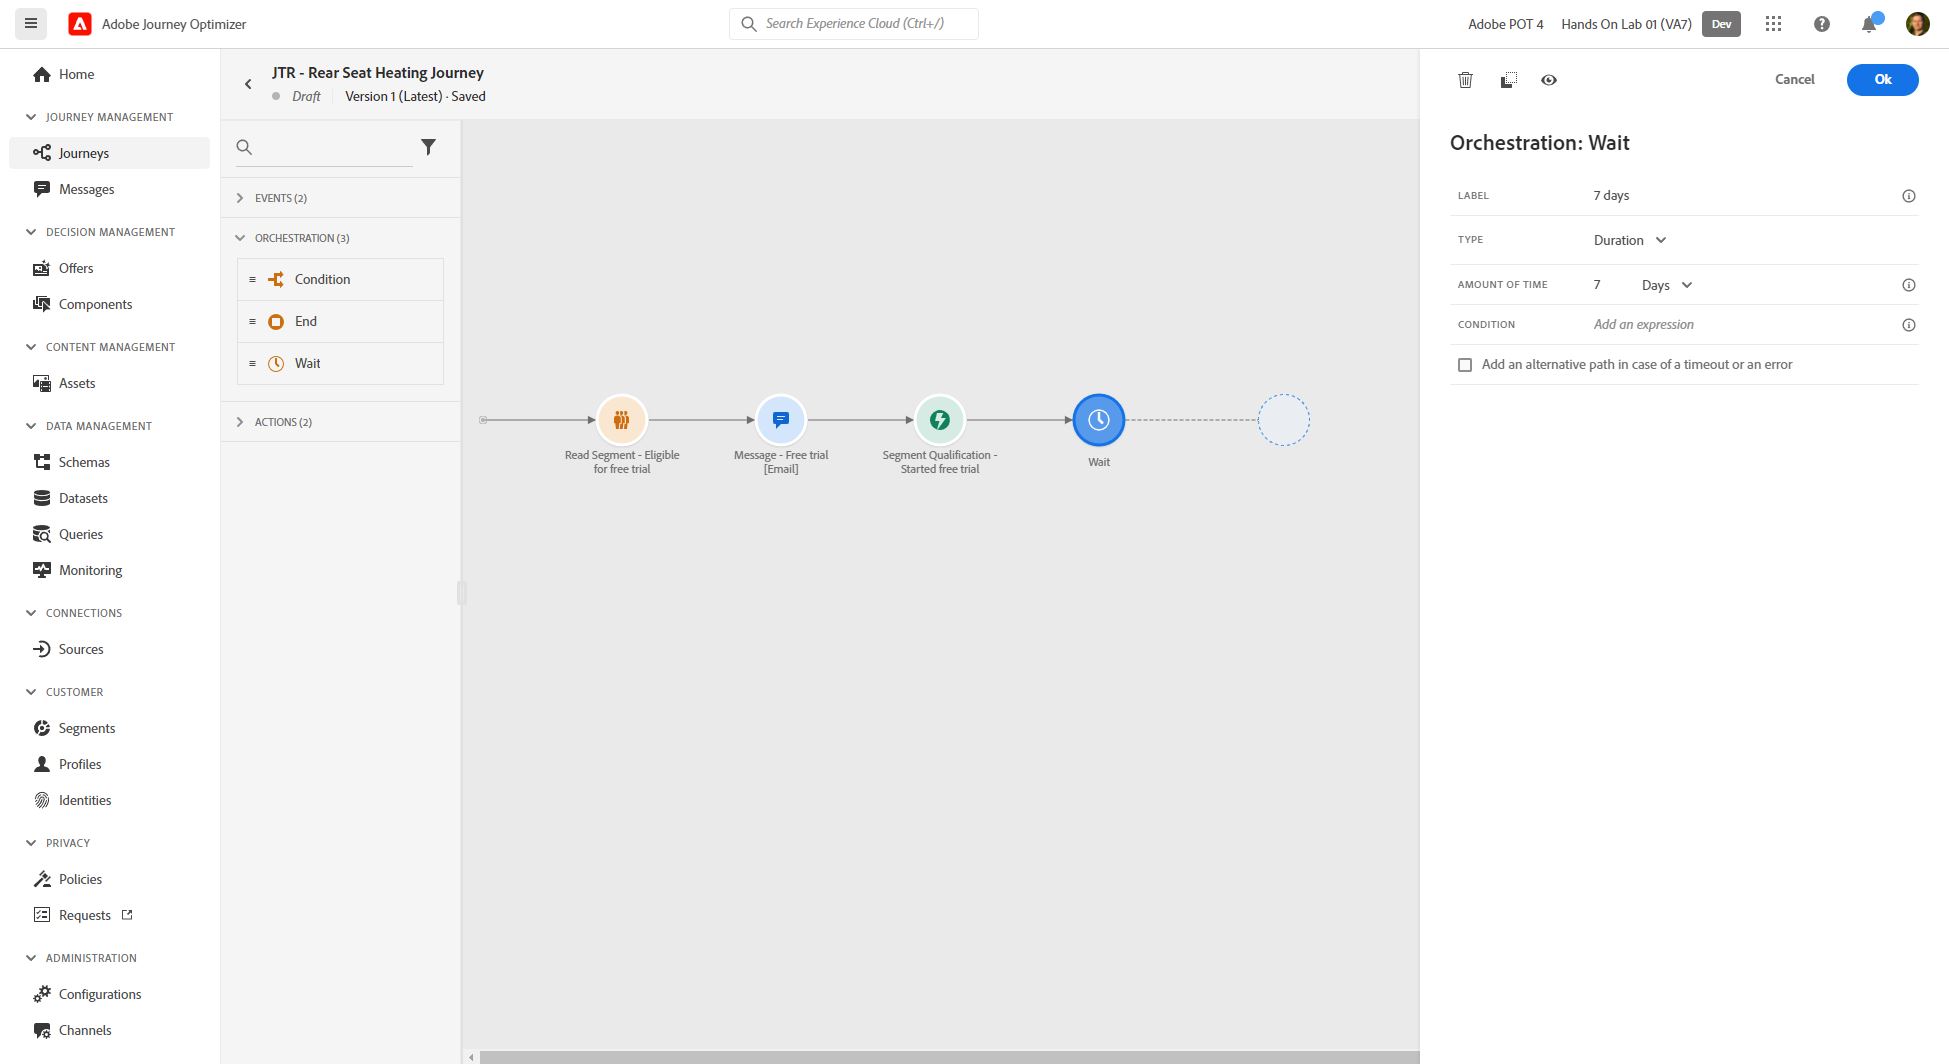 Adobe Journey Optimizer
Search Experience Cloud (Ctrl+/)
Adobe POT 4
Hands On Lab 01 (VA7)
Dev
Home
JOURNEY MANAGEMENT
Journeys
Messages
DECISION MANAGEMENT
Offers
Components
CONTENT MANAGEMENT
Assets
DATA MANAGEMENT
Schemas
Datasets
Queries
Monitoring
CONNECTIONS
Sources
CUSTOMER
Segments
Profiles
Identities
PRIVACY
Policies
Requests
ADMINISTRATION
Configurations
Channels
JTR - Rear Seat Heating Journey
Draft
Version 1 (Latest) · Saved
EVENTS (2)
ORCHESTRATION (3)
Condition
End
Wait
ACTIONS (2)
Read Segment - Eligible
for free trial
Message - Free trial
[Email]
Segment Qualification -
Started free trial
Wait
Cancel
Ok
Orchestration: Wait
LABEL 7 days
TYPE Duration
AMOUNT OF TIME 7 Days
CONDITION Add an expression
Add an alternative path in case of a timeout or an error